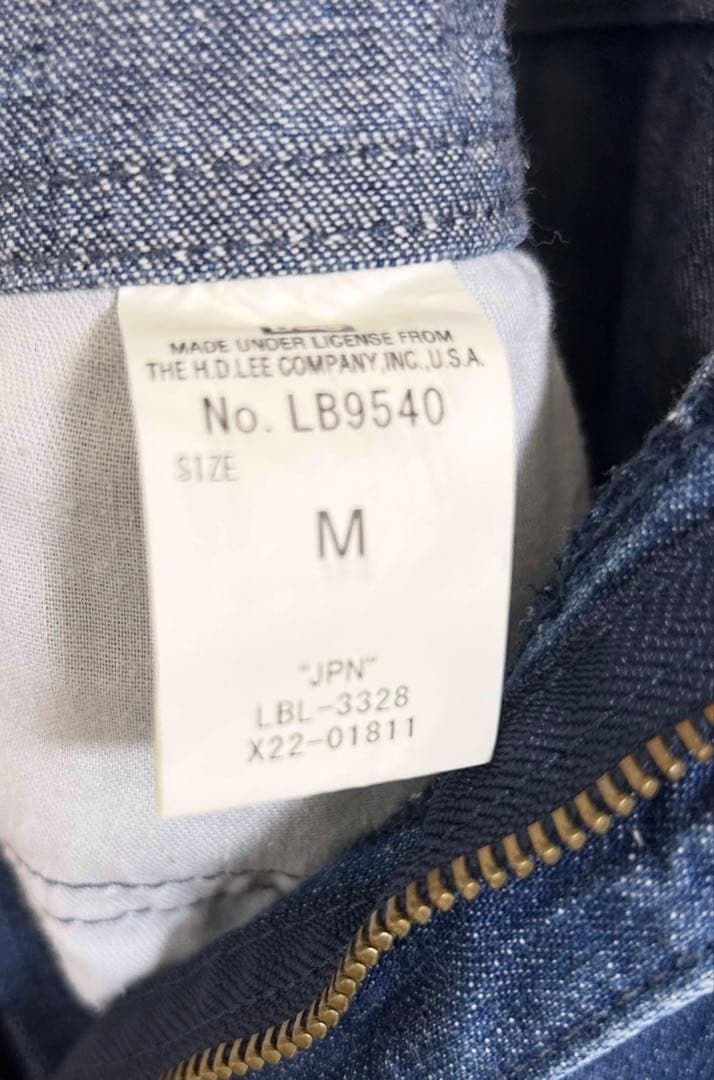 MADE UNDER LICENSE FROM
THE H.D.LEE COMPANY,INC.,U.S.A.
No. LB9540
SIZE
M
"JPN"
LBL-3328
X22-01811